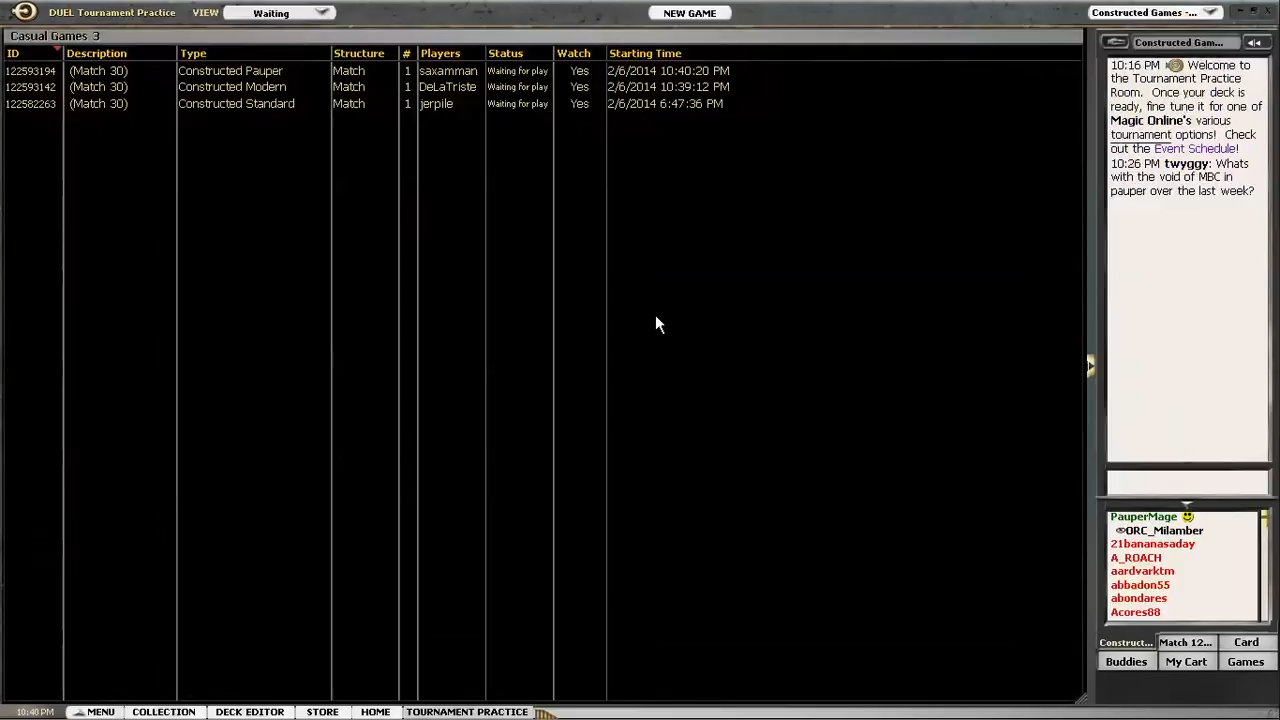 DUEL Tournament Practice VIEW Waiting NEW GAME Constructed Games -...
Casual Games 3
ID Description Type Structure # Players Status Watch Starting Time
122593194 (Match 30) Constructed Pauper Match 1 saxamman Waiting for play Yes 2/6/2014 10:40:20 PM
122593142 (Match 30) Constructed Modern Match 1 DeLaTriste Waiting for play Yes 2/6/2014 10:39:12 PM
122582263 (Match 30) Constructed Standard Match 1 jerpile Waiting for play Yes 2/6/2014 6:47:36 PM
Constructed Gam...
10:16 PM Welcome to
the Tournament Practice
Room. Once your deck is
ready, fine tune it for one of
Magic Online's various
tournament options! Check
out the Event Schedule!
10:26 PM twyggy: Whats
with the void of MBC in
pauper over the last week?
PauperMage
ORC_Milamber
21bananasaday
A_ROACH
aardvarktm
abbadon55
abondares
Acores88
Construct... Match 12... Card
Buddies My Cart Games
10:40 PM MENU COLLECTION DECK EDITOR STORE HOME TOURNAMENT PRACTICE